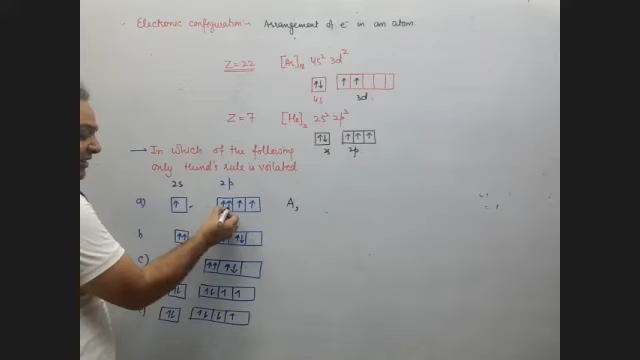 Electronic configuration:- Arrangement of e⁻ in an atom.
Z=22 [Ar]₁₈ 4s² 3d²
↑↓ ↑ ↑
4s 3d
Z=7 [He]₂ 2s² 2p³
↑↓ ↑ ↑ ↑
2s 2p
→ In which of the following
only Hund's rule is voilated
2s 2p
a) ↑ ↑↑ ↑ ↑ A,
b ↑↑ ↑↓
c) ↑↑ ↑↓
↑↓ ↑↓ ↑ ↑
↑↓ ↑↓ ↓ ↑